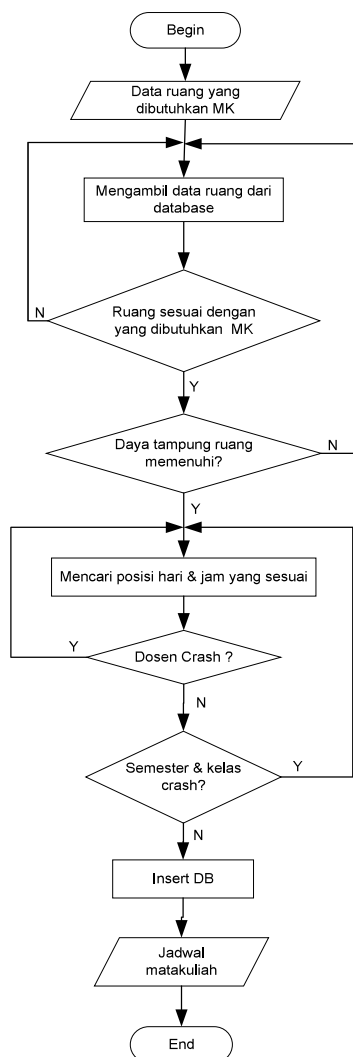 Begin
Data ruang yang
dibutuhkan MK
Mengambil data ruang dari
database
Ruang sesuai dengan
yang dibutuhkan MK
N
Y
Daya tampung ruang
memenuhi?
N
Y
Mencari posisi hari & jam yang sesuai
Y
Dosen Crash ?
N
Semester & kelas
crash?
Y
N
Insert DB
Jadwal
matakuliah
End